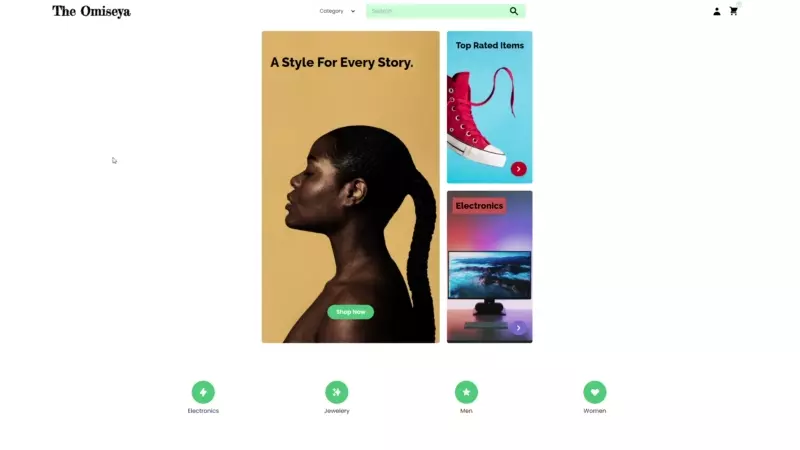 The Omiseya
Category
Search
A Style For Every Story.
Top Rated Items
Electronics
Shop Now
Electronics
Jewelery
Men
Women